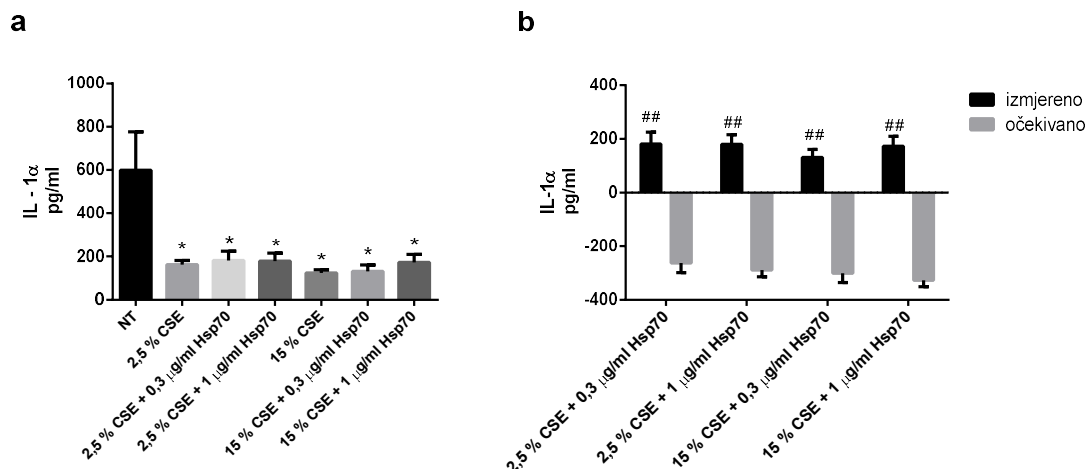 a
1000
800
600
400
200
0
IL - 1α
pg/ml
*
*
*
*
*
*
NT
2,5 % CSE
2,5 % CSE + 0,3 μg/ml Hsp70
2,5 % CSE + 1 μg/ml Hsp70
15 % CSE
15 % CSE + 0,3 μg/ml Hsp70
15 % CSE + 1 μg/ml Hsp70
b
400
200
0
-200
-400
IL-1α
pg/ml
##
##
##
##
2,5 % CSE + 0,3 μg/ml Hsp70
2,5 % CSE + 1 μg/ml Hsp70
15 % CSE + 0,3 μg/ml Hsp70
15 % CSE + 1 μg/ml Hsp70
izmjereno
očekivano